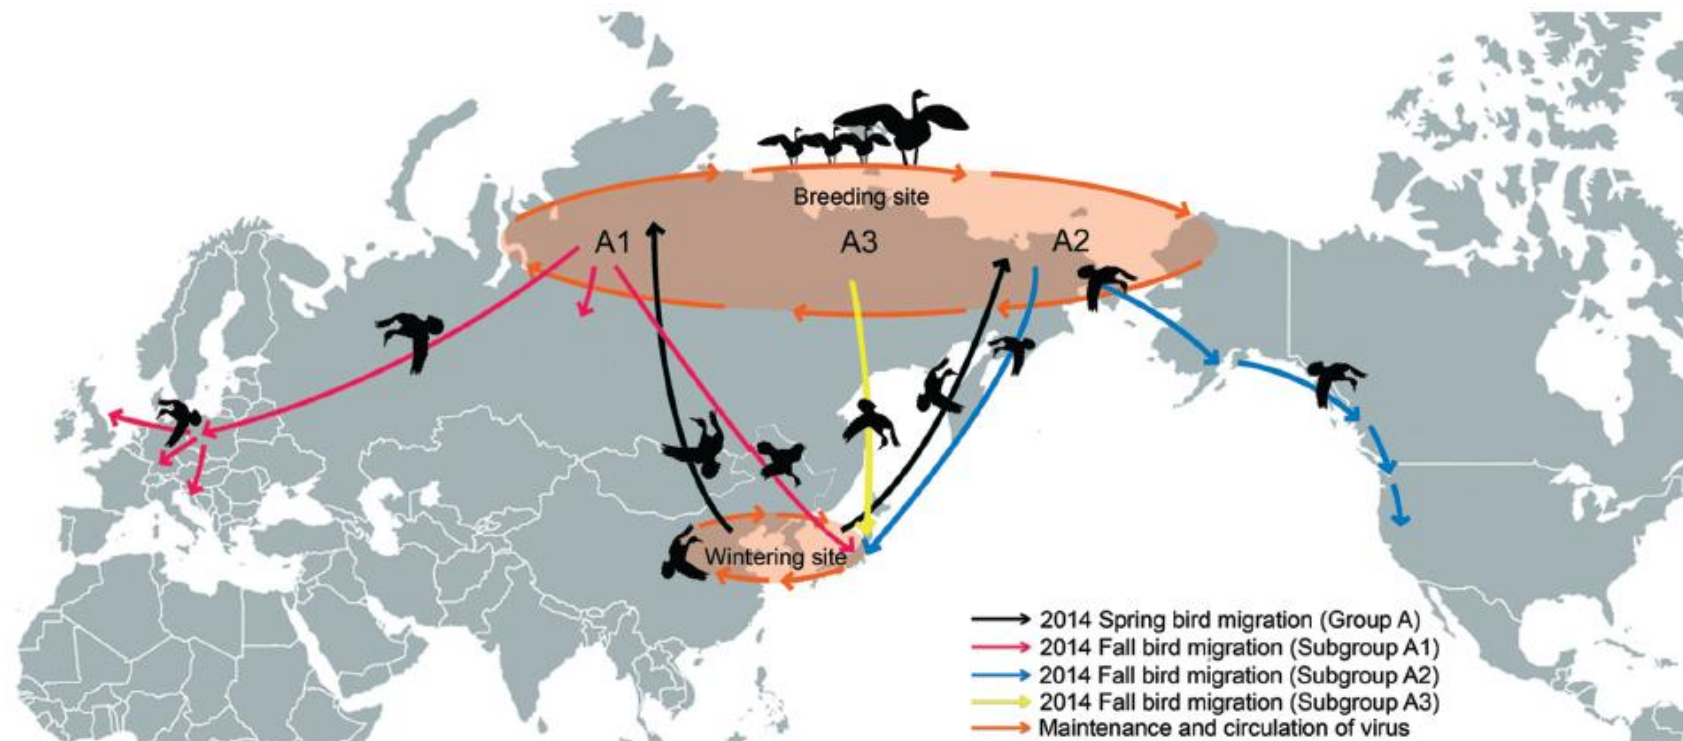 Breeding site
A1
A3
A2
Wintering site
2014 Spring bird migration (Group A)
2014 Fall bird migration (Subgroup A1)
2014 Fall bird migration (Subgroup A2)
2014 Fall bird migration (Subgroup A3)
Maintenance and circulation of virus